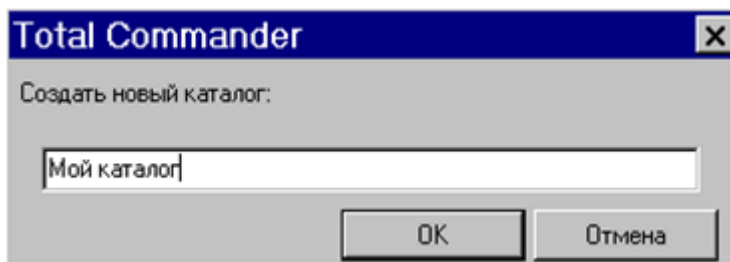 Total Commander
Создать новый каталог:
Мой каталог
OK Отмена